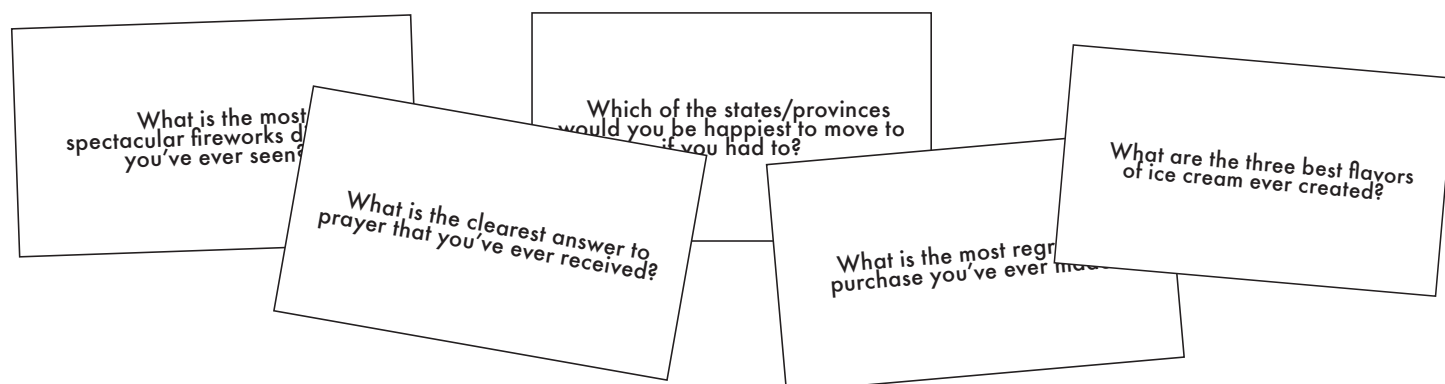 What is the most
spectacular fireworks
you've ever seen?
What is the clearest answer to
prayer that you've ever received?
Which of the states/provinces
would you be happiest to move to
if you had to?
What is the most
purchase you've ever
What are the three best flavors
of ice cream ever created?